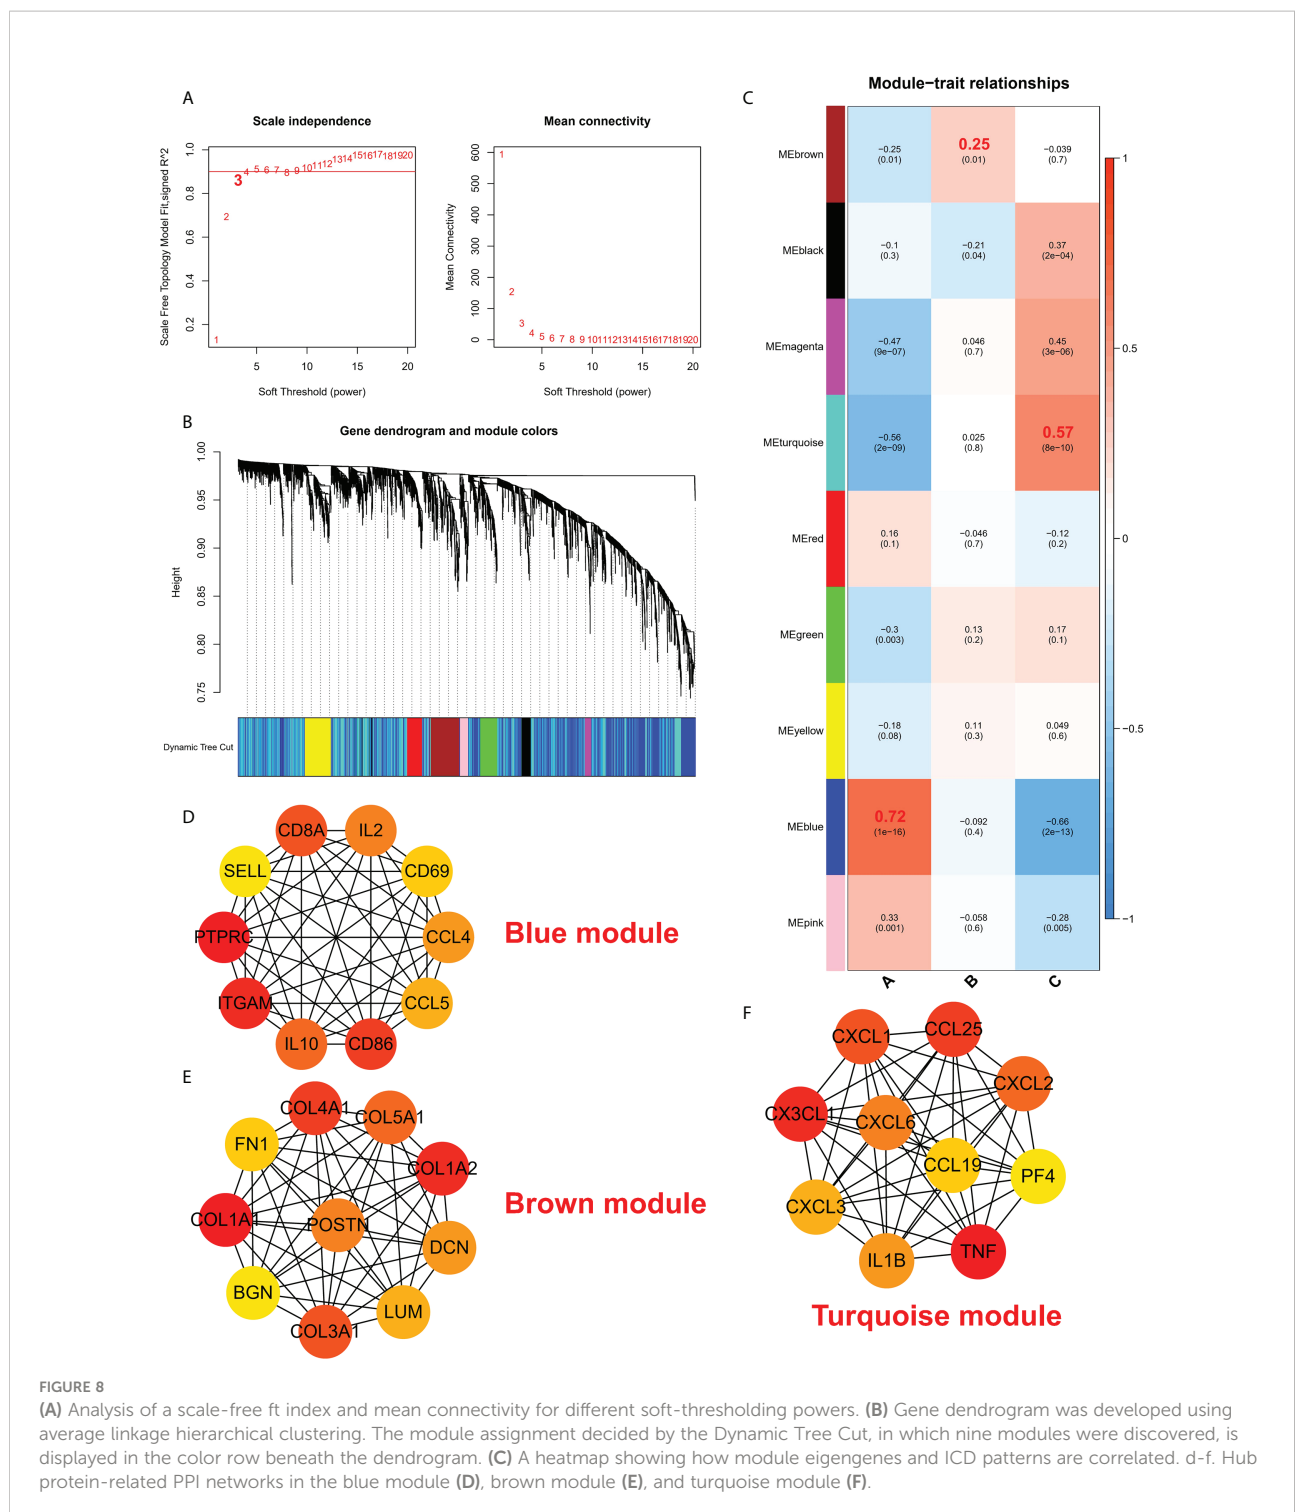 A
Scale independence
Scale Free Topology Model Fit,signed R^2
0.2 0.4 0.6 0.8 1.0
1 2 3 4 5 6 7 8 9 10 11 12 13 14 15 16 17 18 19 20
5 10 15 20
Soft Threshold (power)
Mean connectivity
Mean Connectivity
0 100 200 300 400 500 600
1 2 3 4 5 6 7 8 9 10 11 12 13 14 15 16 17 18 19 20
5 10 15 20
Soft Threshold (power)
B
Gene dendrogram and module colors
Height
0.75 0.80 0.85 0.90 0.95 1.00
Dynamic Tree Cut
C
Module−trait relationships
MEbrown
−0.25 0.25 −0.039
(0.01) (0.01) (0.7)
MEblack
−0.1 −0.21 0.37
(0.3) (0.04) (2e−04)
MEmagenta
−0.47 0.046 0.45
(9e−07) (0.7) (3e−06)
MEturquoise
−0.56 0.025 0.57
(2e−09) (0.8) (8e−10)
MEred
0.16 −0.046 −0.12
(0.1) (0.7) (0.2)
MEgreen
−0.3 0.13 0.17
(0.003) (0.2) (0.1)
MEyellow
−0.18 0.11 0.049
(0.08) (0.3) (0.6)
MEblue
0.72 −0.092 −0.66
(1e−16) (0.4) (2e−13)
MEpink
0.33 −0.058 −0.28
(0.001) (0.6) (0.005)
A B C
1
0.5
0
−0.5
−1
D
CD8A IL2
SELL CD69
PTPRC CCL4
ITGAM CCL5
IL10 CD86
Blue module
E
COL4A1 COL5A1
FN1 COL1A2
COL1A1 POSTN DCN
BGN LUM
COL3A1
Brown module
F
CXCL1 CCL25
CXCL2
CX3CL1 CXCL6
CCL19 PF4
CXCL3
IL1B TNF
Turquoise module
FIGURE 8
(A) Analysis of a scale-free ft index and mean connectivity for different soft-thresholding powers. (B) Gene dendrogram was developed using
average linkage hierarchical clustering. The module assignment decided by the Dynamic Tree Cut, in which nine modules were discovered, is
displayed in the color row beneath the dendrogram. (C) A heatmap showing how module eigengenes and ICD patterns are correlated. d-f. Hub
protein-related PPI networks in the blue module (D), brown module (E), and turquoise module (F).